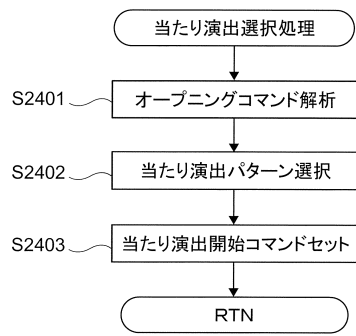 当たり演出選択処理
S2401
オープニングコマンド解析
S2402
当たり演出パターン選択
S2403
当たり演出開始コマンドセット
RTN